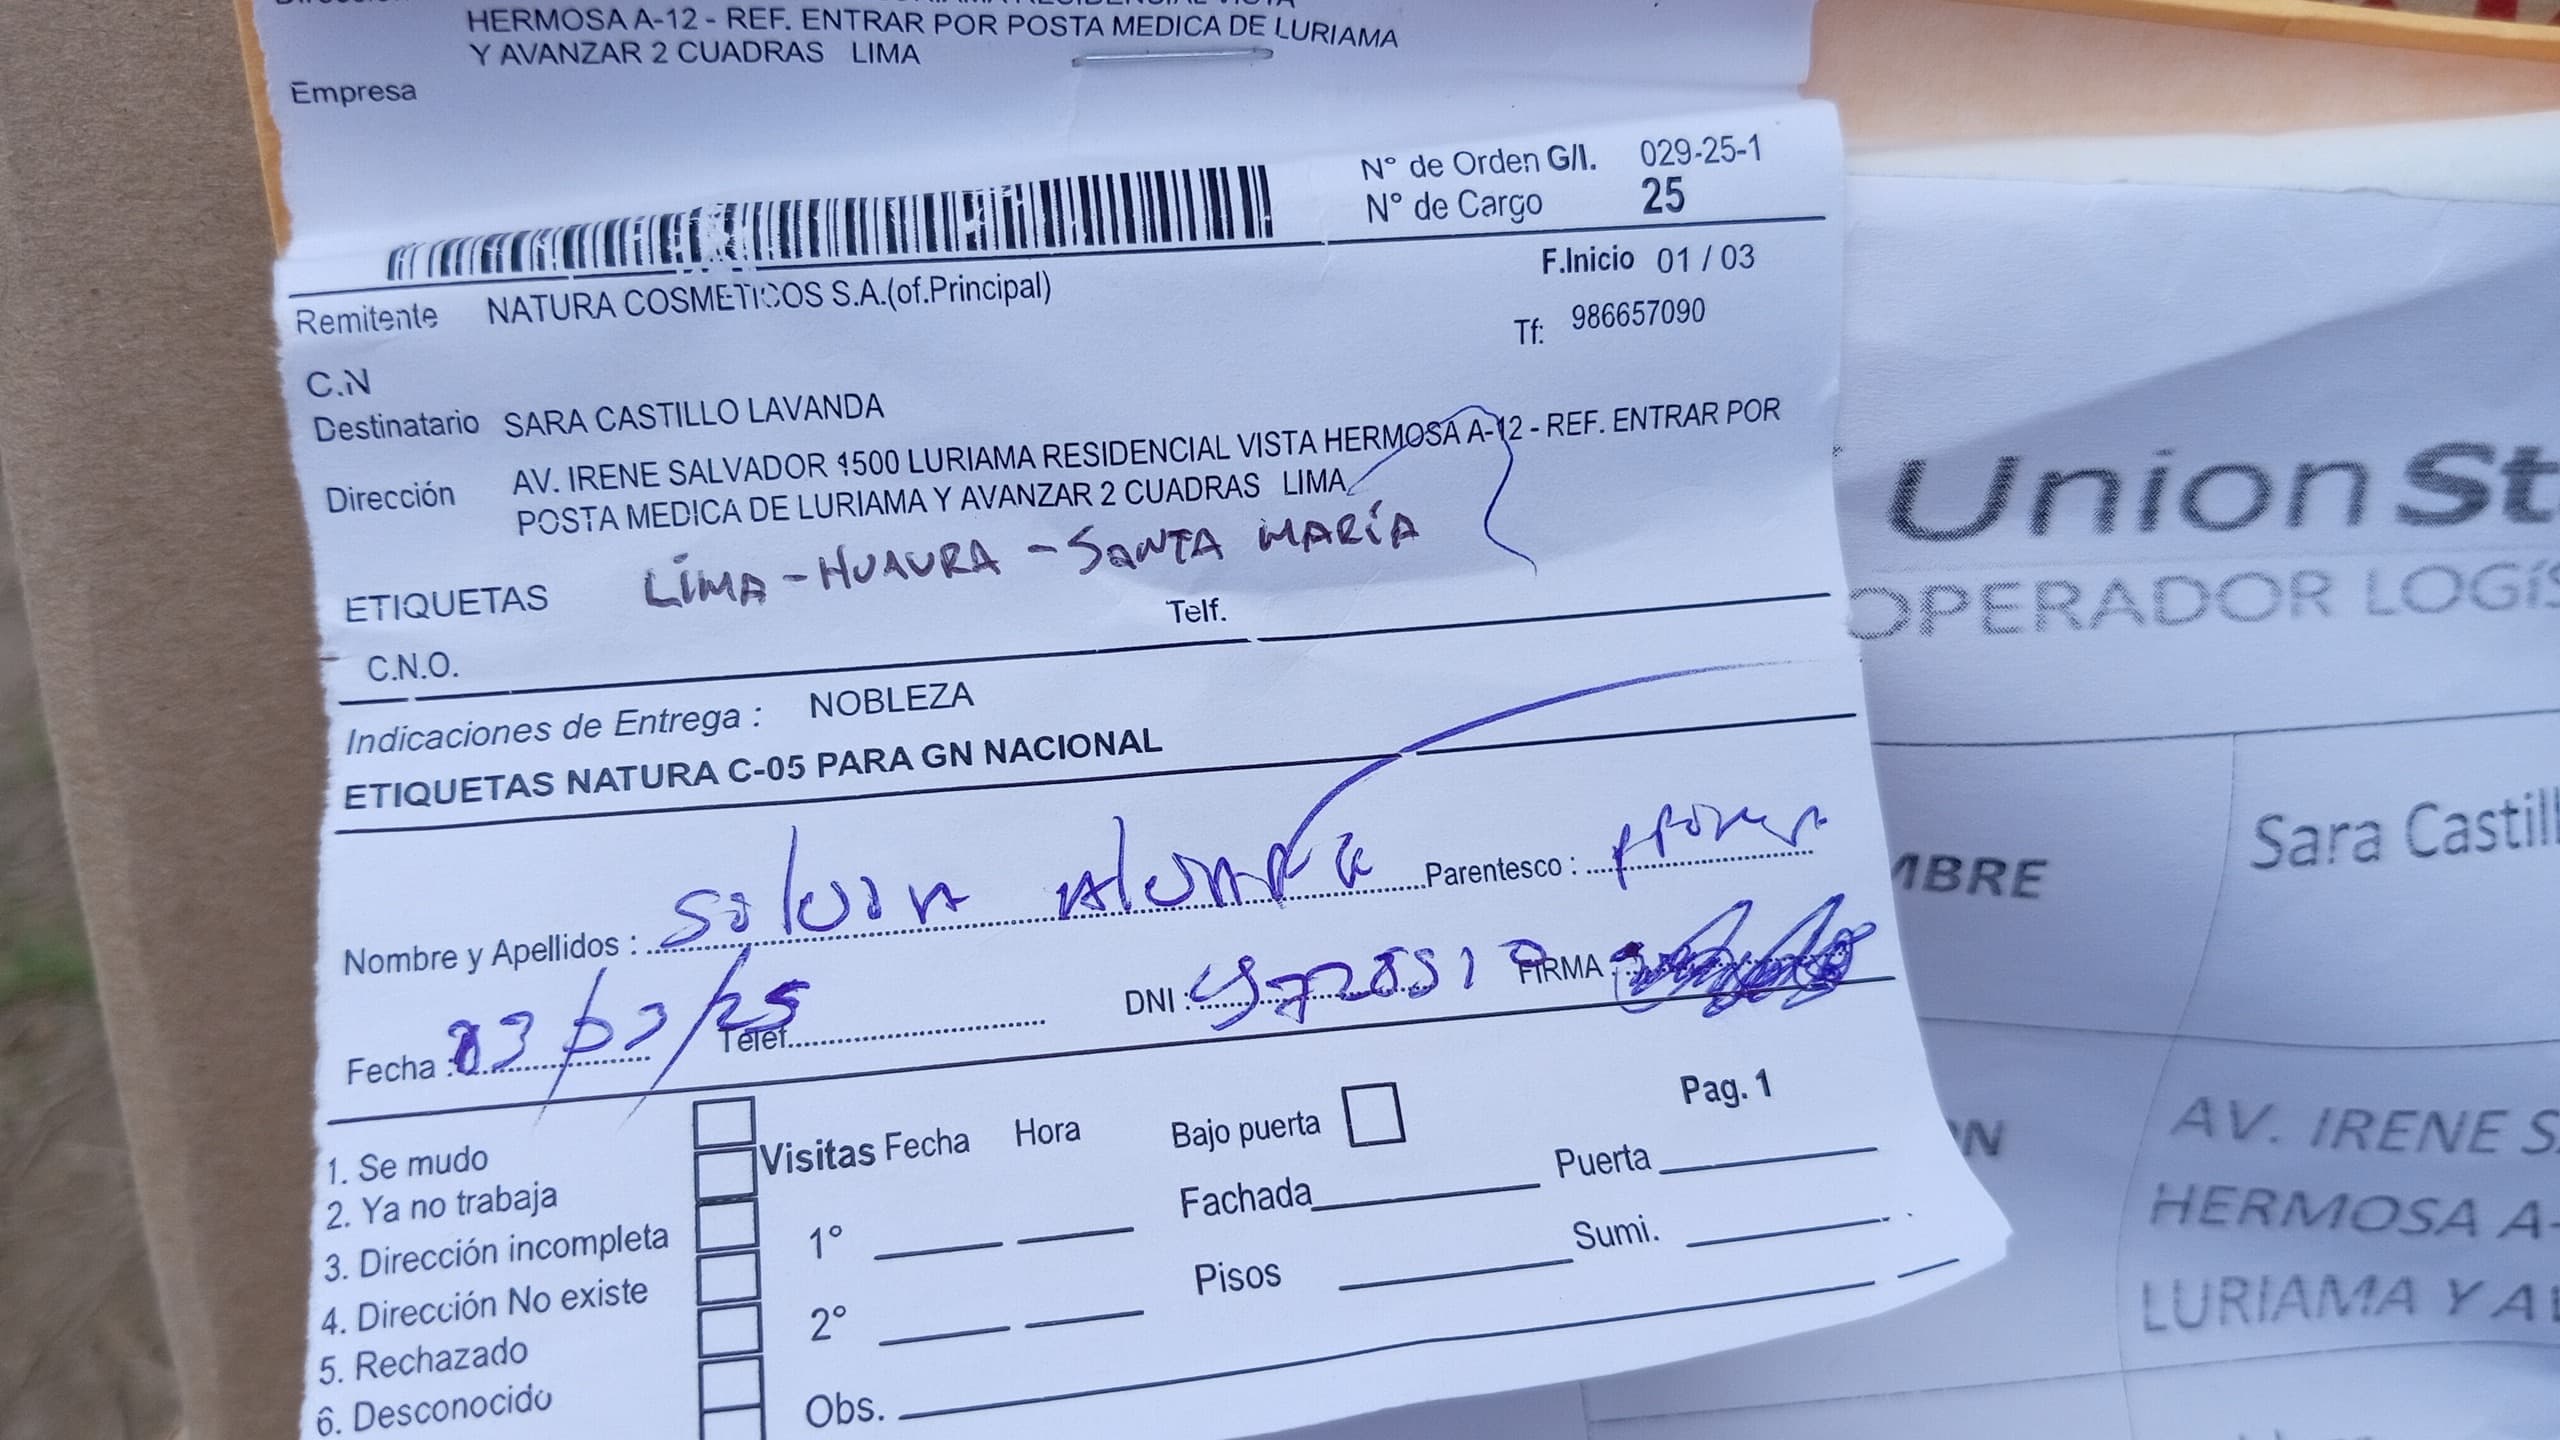 HERMOSA A-12 - REF. ENTRAR POR POSTA MEDICA DE LURIAMA
Y AVANZAR 2 CUADRAS LIMA
Empresa
N° de Orden G/I. 029-25-1
N° de Cargo 25
F.Inicio 01 / 03
Remitente NATURA COSMETICOS S.A.(of.Principal)
Tf: 986657090
C.N
Destinatario SARA CASTILLO LAVANDA
Dirección AV. IRENE SALVADOR 1500 LURIAMA RESIDENCIAL VISTA HERMOSA A-12 - REF. ENTRAR POR
POSTA MEDICA DE LURIAMA Y AVANZAR 2 CUADRAS LIMA
LIMA - HUAURA - SANTA MARÍA
ETIQUETAS
Telf.
C.N.O.
Indicaciones de Entrega : NOBLEZA
ETIQUETAS NATURA C-05 PARA GN NACIONAL
Nombre y Apellidos :
Parentesco :
Fecha : 03/03/25
Telef.
DNI :
FIRMA
Pag. 1
1. Se mudo
2. Ya no trabaja
3. Dirección incompleta
4. Dirección No existe
5. Rechazado
6. Desconocido
Visitas Fecha Hora
1°
2°
Obs.
Bajo puerta
Fachada
Puerta
Pisos
Sumi.
Union
OPERADOR
Sara
AV. IRENE
HERMOSA A-
LURIAMA Y